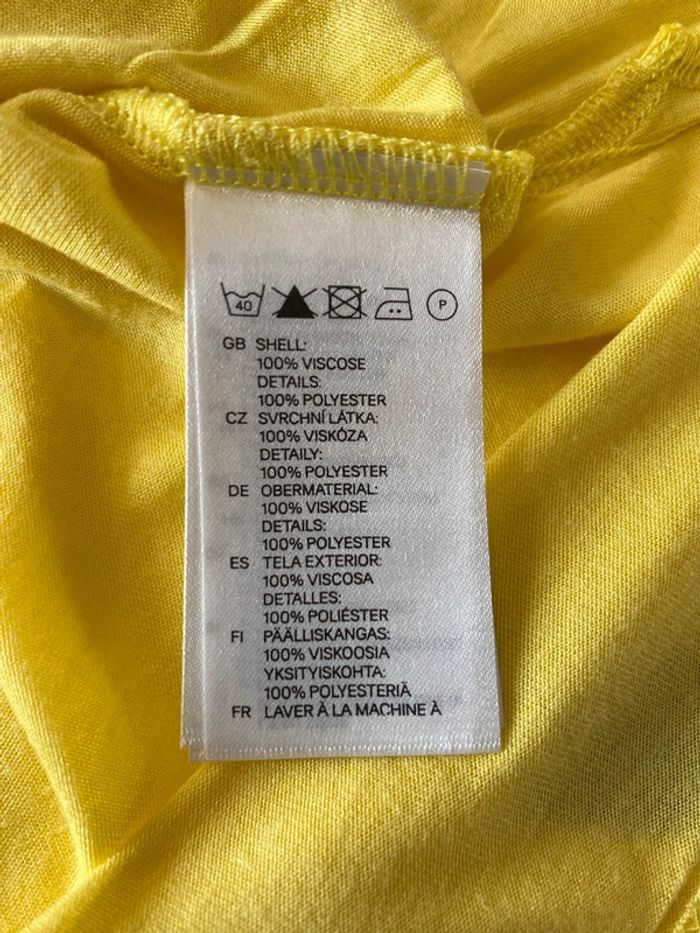 40 P
GB SHELL:
100% VISCOSE
DETAILS:
100% POLYESTER
CZ SVRCHNÍ LÁTKA:
100% VISKÓZA
DETAILY:
100% POLYESTER
DE OBERMATERIAL:
100% VISKOSE
DETAILS:
100% POLYESTER
ES TELA EXTERIOR:
100% VISCOSA
DETALLES:
100% POLIÉSTER
FI PÄÄLLISKANGAS:
100% VISKOOSIA
YKSITYISKOHTA:
100% POLYESTERIÄ
FR LAVER À LA MACHINE À